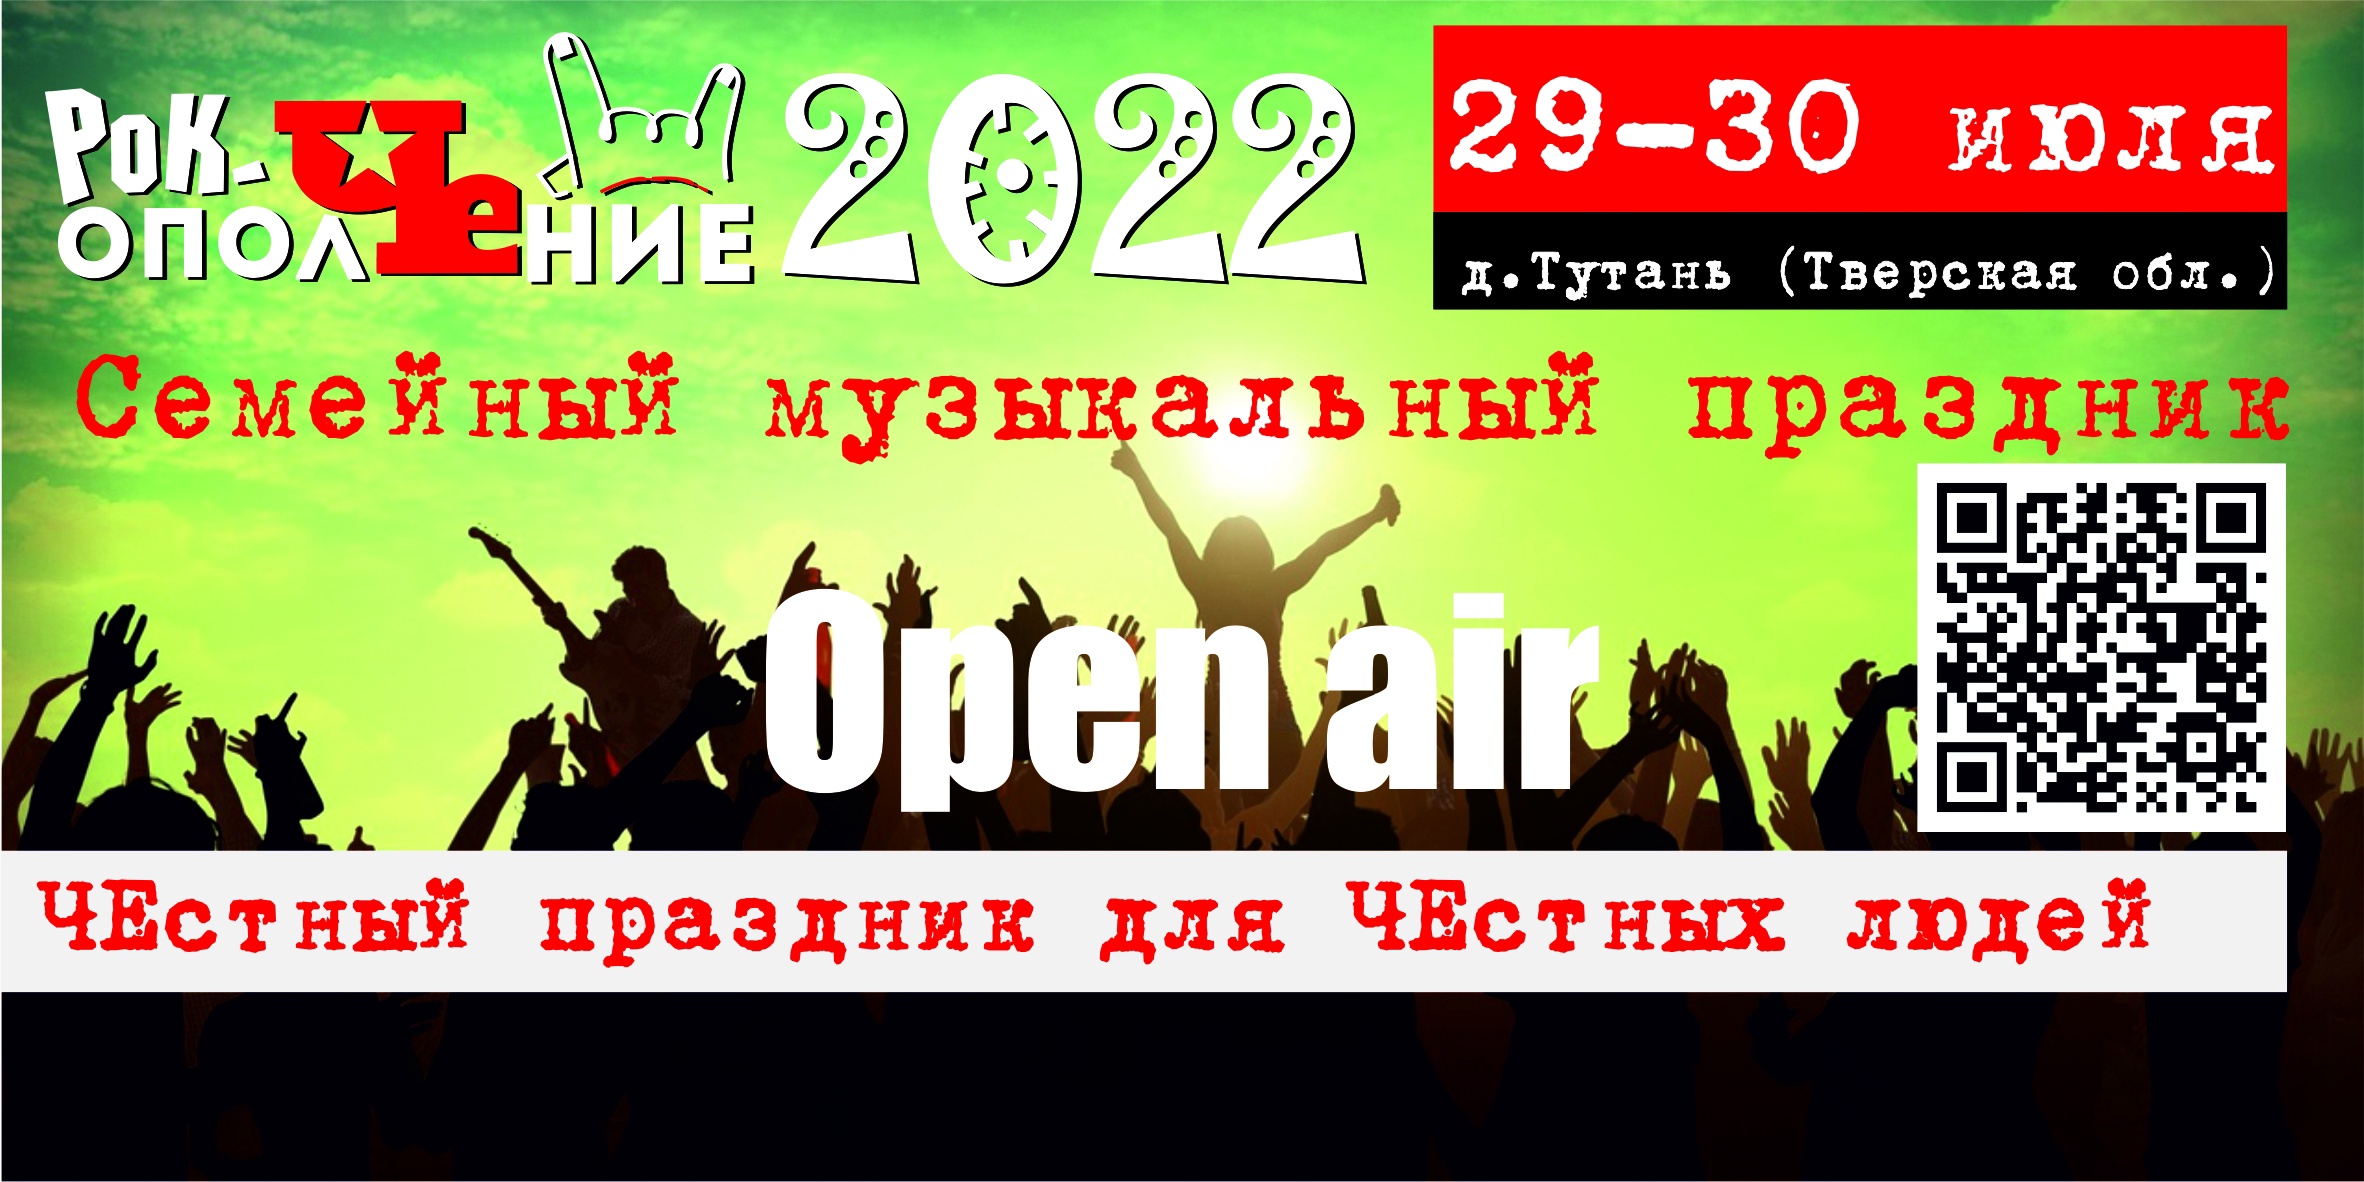 Рок-
ополЧение 2022
29-30 июля
д.Тутань (Тверская обл.)
Семейный музыкальный праздник
Open air
ЧЕстный праздник для ЧЕстных людей